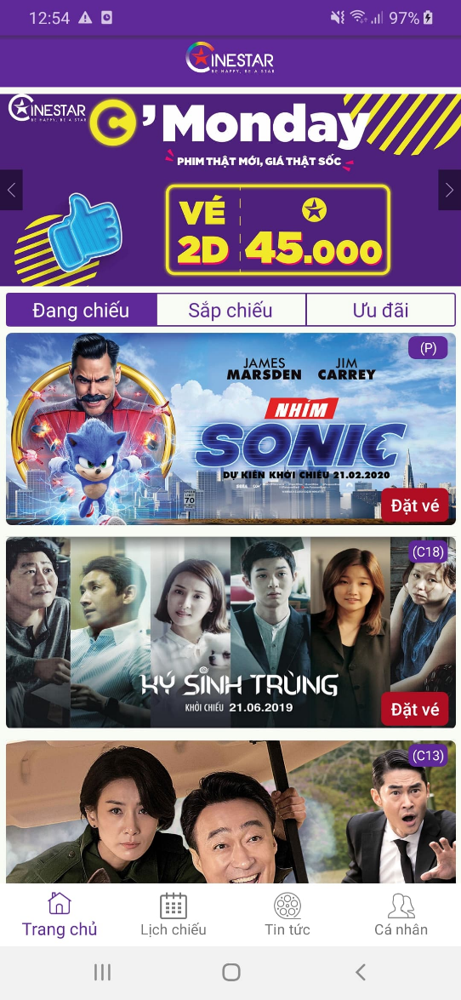 12:54
97%
CINESTAR
BE HAPPY, BE A STAR
CINESTAR
BE HAPPY, BE A STAR
C'Monday
PHIM THẬT MỚI, GIÁ THẬT SỐC
VÉ
2D
45.000
Đang chiếu
Sắp chiếu
Ưu đãi
(P)
JAMES
MARSDEN
JIM
CARREY
NHÍM
SONIC
DỰ KIẾN KHỞI CHIẾU 21.02.2020
70
Đặt vé
(C18)
KÝ SINH TRÙNG
KHỞI CHIẾU 21.06.2019
Đặt vé
(C13)
Trang chủ
Lịch chiếu
Tin tức
Cá nhân